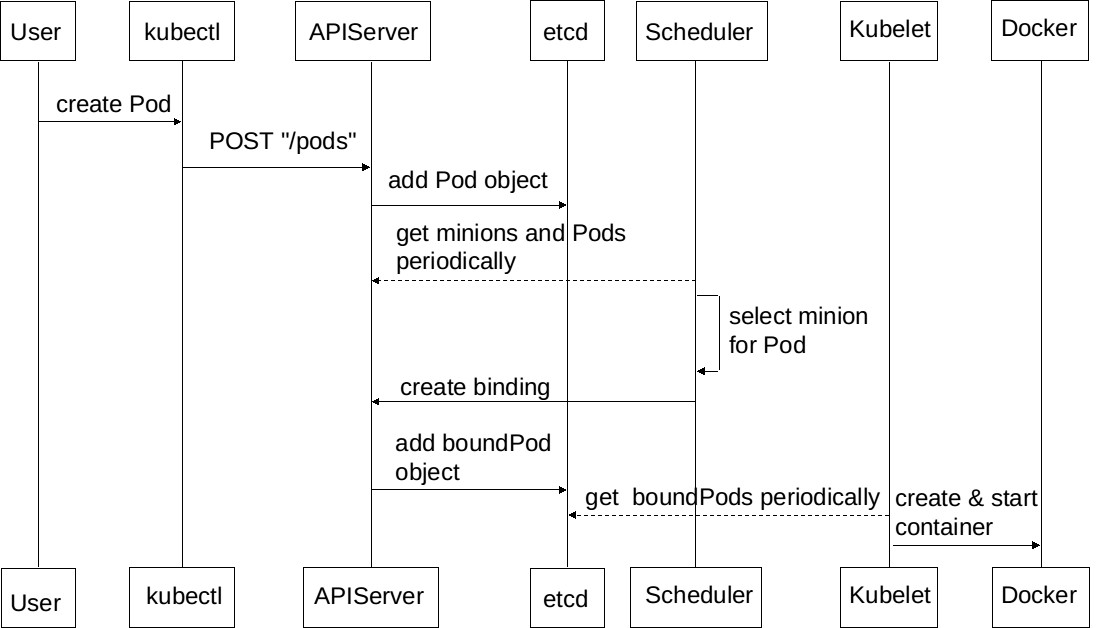 User
kubectl
APIServer
etcd
Scheduler
Kubelet
Docker
create Pod
POST "/pods"
add Pod object
get minions and Pods
periodically
select minion
for Pod
create binding
add boundPod
object
get boundPods periodically
create & start
container
User
kubectl
APIServer
etcd
Scheduler
Kubelet
Docker